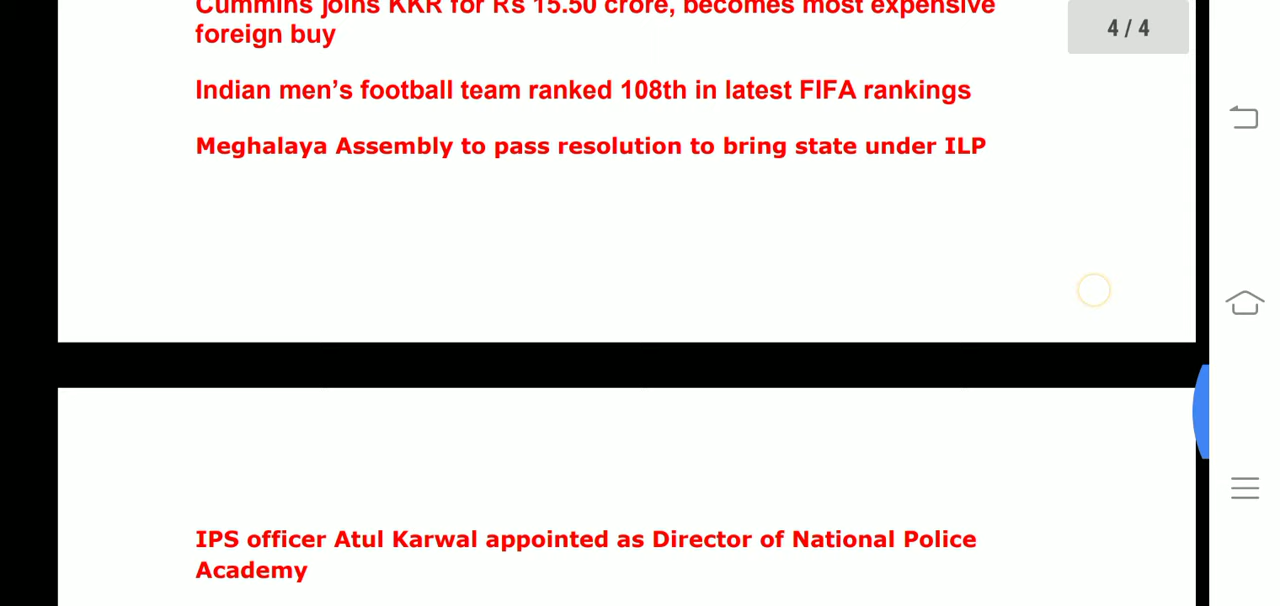 Cummins joins KKR for Rs 15.50 crore, becomes most expensive
foreign buy
4 / 4
Indian men’s football team ranked 108th in latest FIFA rankings
Meghalaya Assembly to pass resolution to bring state under ILP
IPS officer Atul Karwal appointed as Director of National Police
Academy